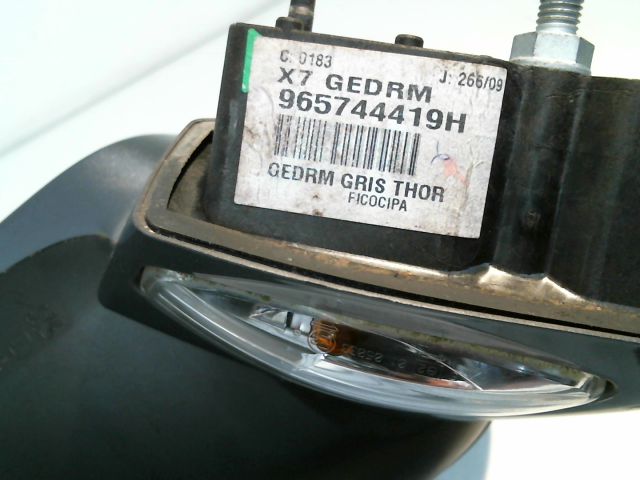 C: 0183
J: 266/09
X7 GEDRM
965744419H
GEDRM GRIS THOR
FICOCIPA